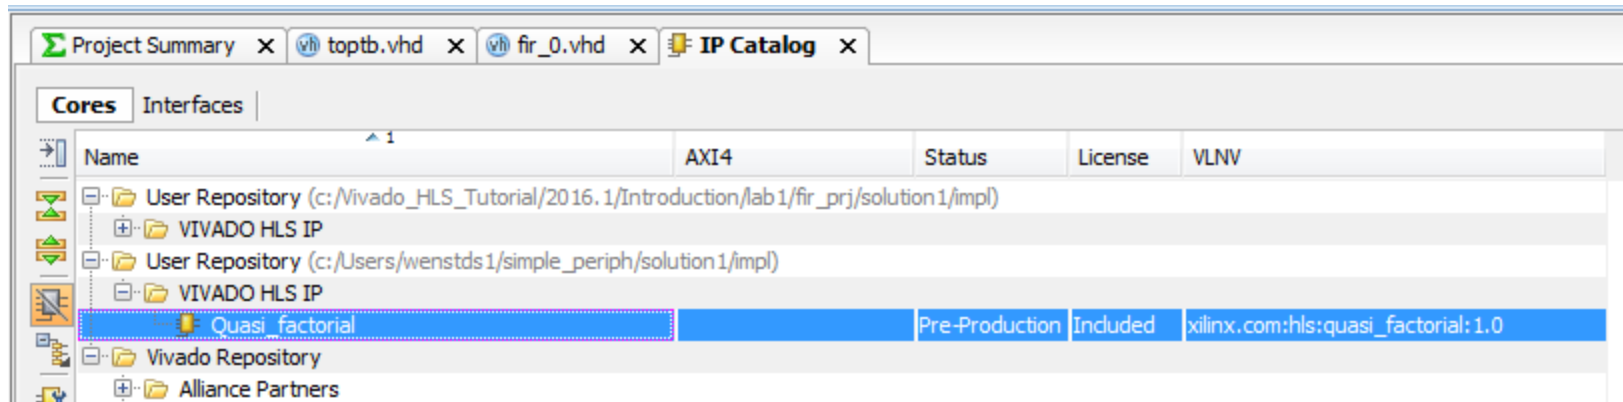 Project Summary toptb.vhd fir_0.vhd IP Catalog
Cores Interfaces
1
Name AXI4 Status License VLNV
User Repository (c:/Vivado_HLS_Tutorial/2016.1/Introduction/lab1/fir_prj/solution1/impl)
VIVADO HLS IP
User Repository (c:/Users/wenstds1/simple_periph/solution1/impl)
VIVADO HLS IP
Quasi_factorial Pre-Production Included xilinx.com:hls:quasi_factorial:1.0
Vivado Repository
Alliance Partners